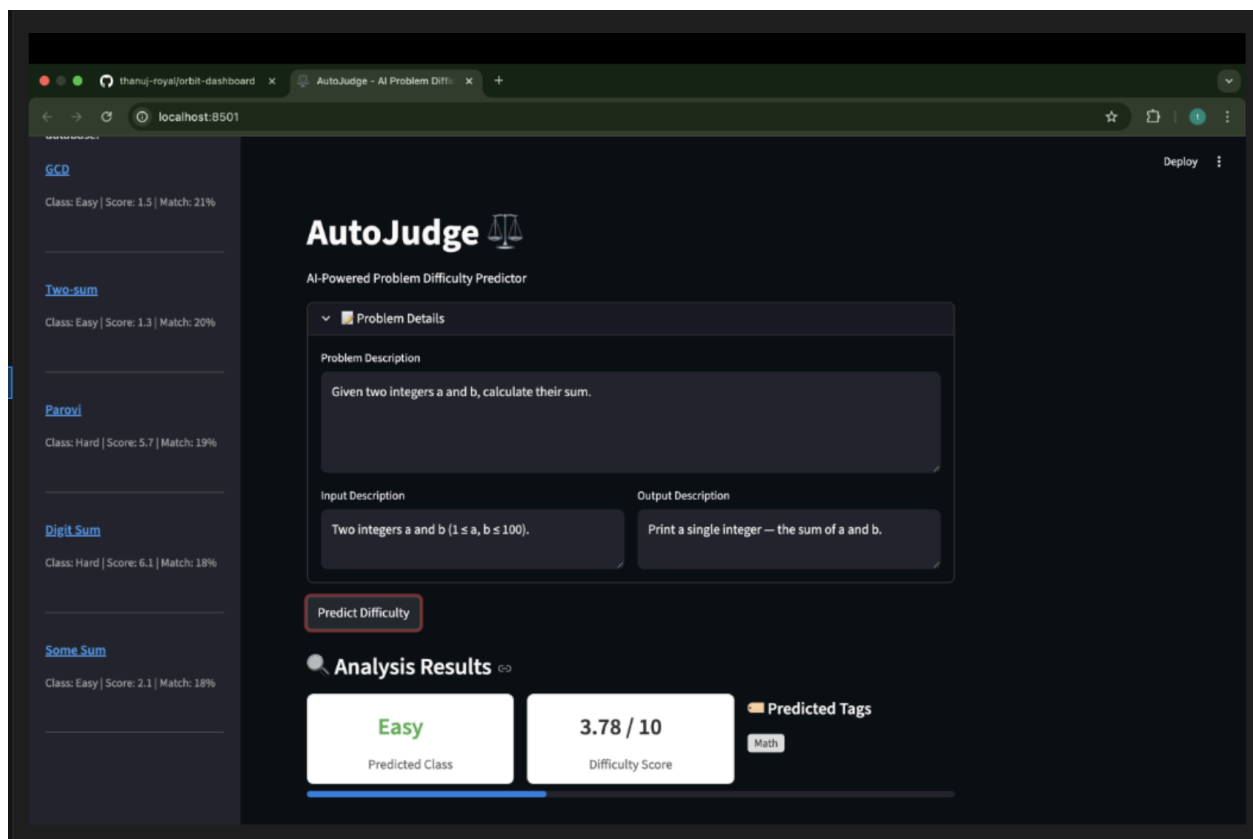 thanuj-royal/orbit-dashboard
AutoJudge - AI Problem Diffic
localhost:8501
database.
GCD
Class: Easy | Score: 1.5 | Match: 21%
Two-sum
Class: Easy | Score: 1.3 | Match: 20%
Parovi
Class: Hard | Score: 5.7 | Match: 19%
Digit Sum
Class: Hard | Score: 6.1 | Match: 18%
Some Sum
Class: Easy | Score: 2.1 | Match: 18%
Deploy
AutoJudge
AI-Powered Problem Difficulty Predictor
Problem Details
Problem Description
Given two integers a and b, calculate their sum.
Input Description
Output Description
Two integers a and b (1 ≤ a, b ≤ 100).
Print a single integer — the sum of a and b.
Predict Difficulty
Analysis Results
Easy
Predicted Class
3.78 / 10
Difficulty Score
Predicted Tags
Math